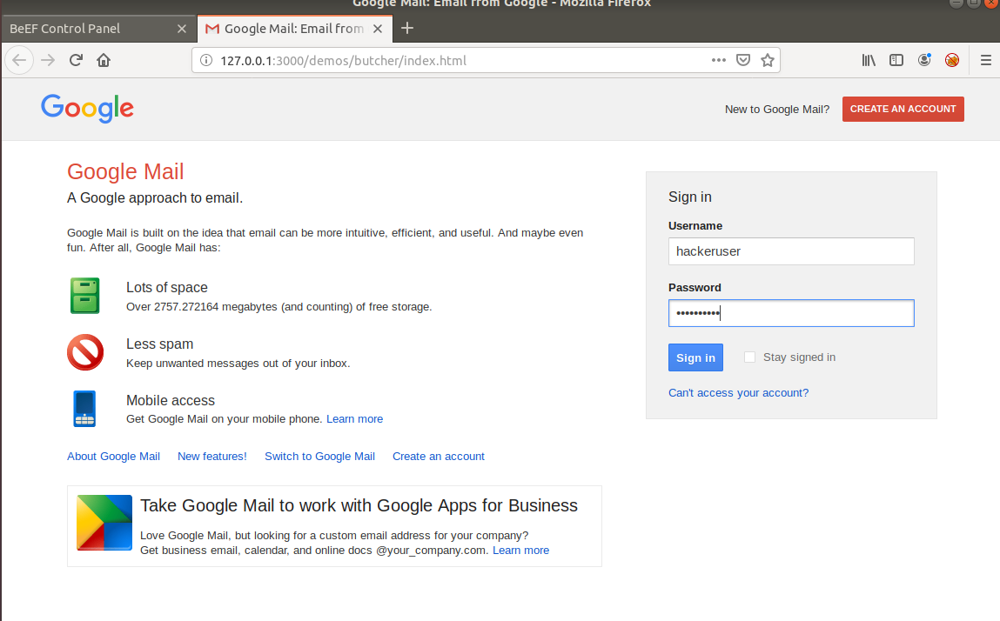 Google Mail: Email from Google - Mozilla Firefox
BeEF Control Panel
Google Mail: Email from
127.0.0.1:3000/demos/butcher/index.html
Google
New to Google Mail?
CREATE AN ACCOUNT
Google Mail
A Google approach to email.
Google Mail is built on the idea that email can be more intuitive, efficient, and useful. And maybe even
fun. After all, Google Mail has:
Lots of space
Over 2757.272164 megabytes (and counting) of free storage.
Less spam
Keep unwanted messages out of your inbox.
Mobile access
Get Google Mail on your mobile phone. Learn more
About Google Mail
New features!
Switch to Google Mail
Create an account
Take Google Mail to work with Google Apps for Business
Love Google Mail, but looking for a custom email address for your company?
Get business email, calendar, and online docs @your_company.com. Learn more
Sign in
Username
hackeruser
Password
••••••••••
Sign in
Stay signed in
Can't access your account?